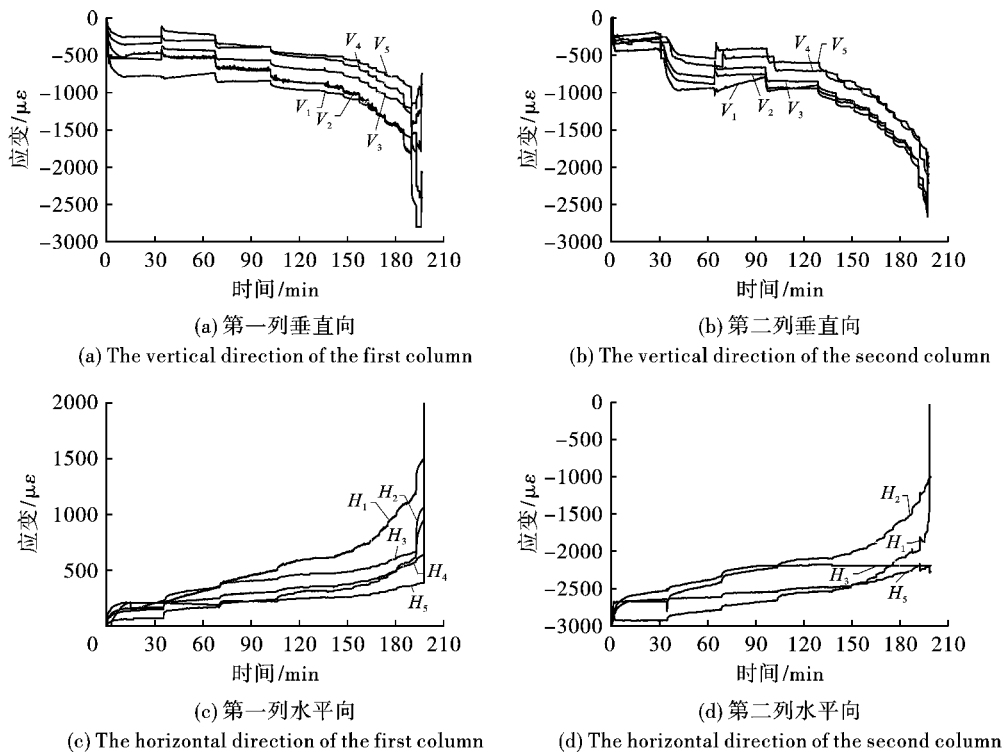 0
−500
−1000
−1500
−2000
−2500
−3000
应变/με
V4
V5
V1
V2
V3
0 30 60 90 120 150 180 210
时间/min
(a) 第一列垂直向
(a) The vertical direction of the first column
0
−500
−1000
−1500
−2000
−2500
−3000
应变/με
V4
V5
V1
V2
V3
0 30 60 90 120 150 180 210
时间/min
(b) 第二列垂直向
(b) The vertical direction of the second column
2000
1500
1000
500
应变/με
H1
H2
H3
H4
H5
0 30 60 90 120 150 180 210
时间/min
(c) 第一列水平向
(c) The horizontal direction of the first column
0
−500
−1000
−1500
−2000
−2500
−3000
应变/με
H2
H1
H3
H5
0 30 60 90 120 150 180 210
时间/min
(d) 第二列水平向
(d) The horizontal direction of the second column